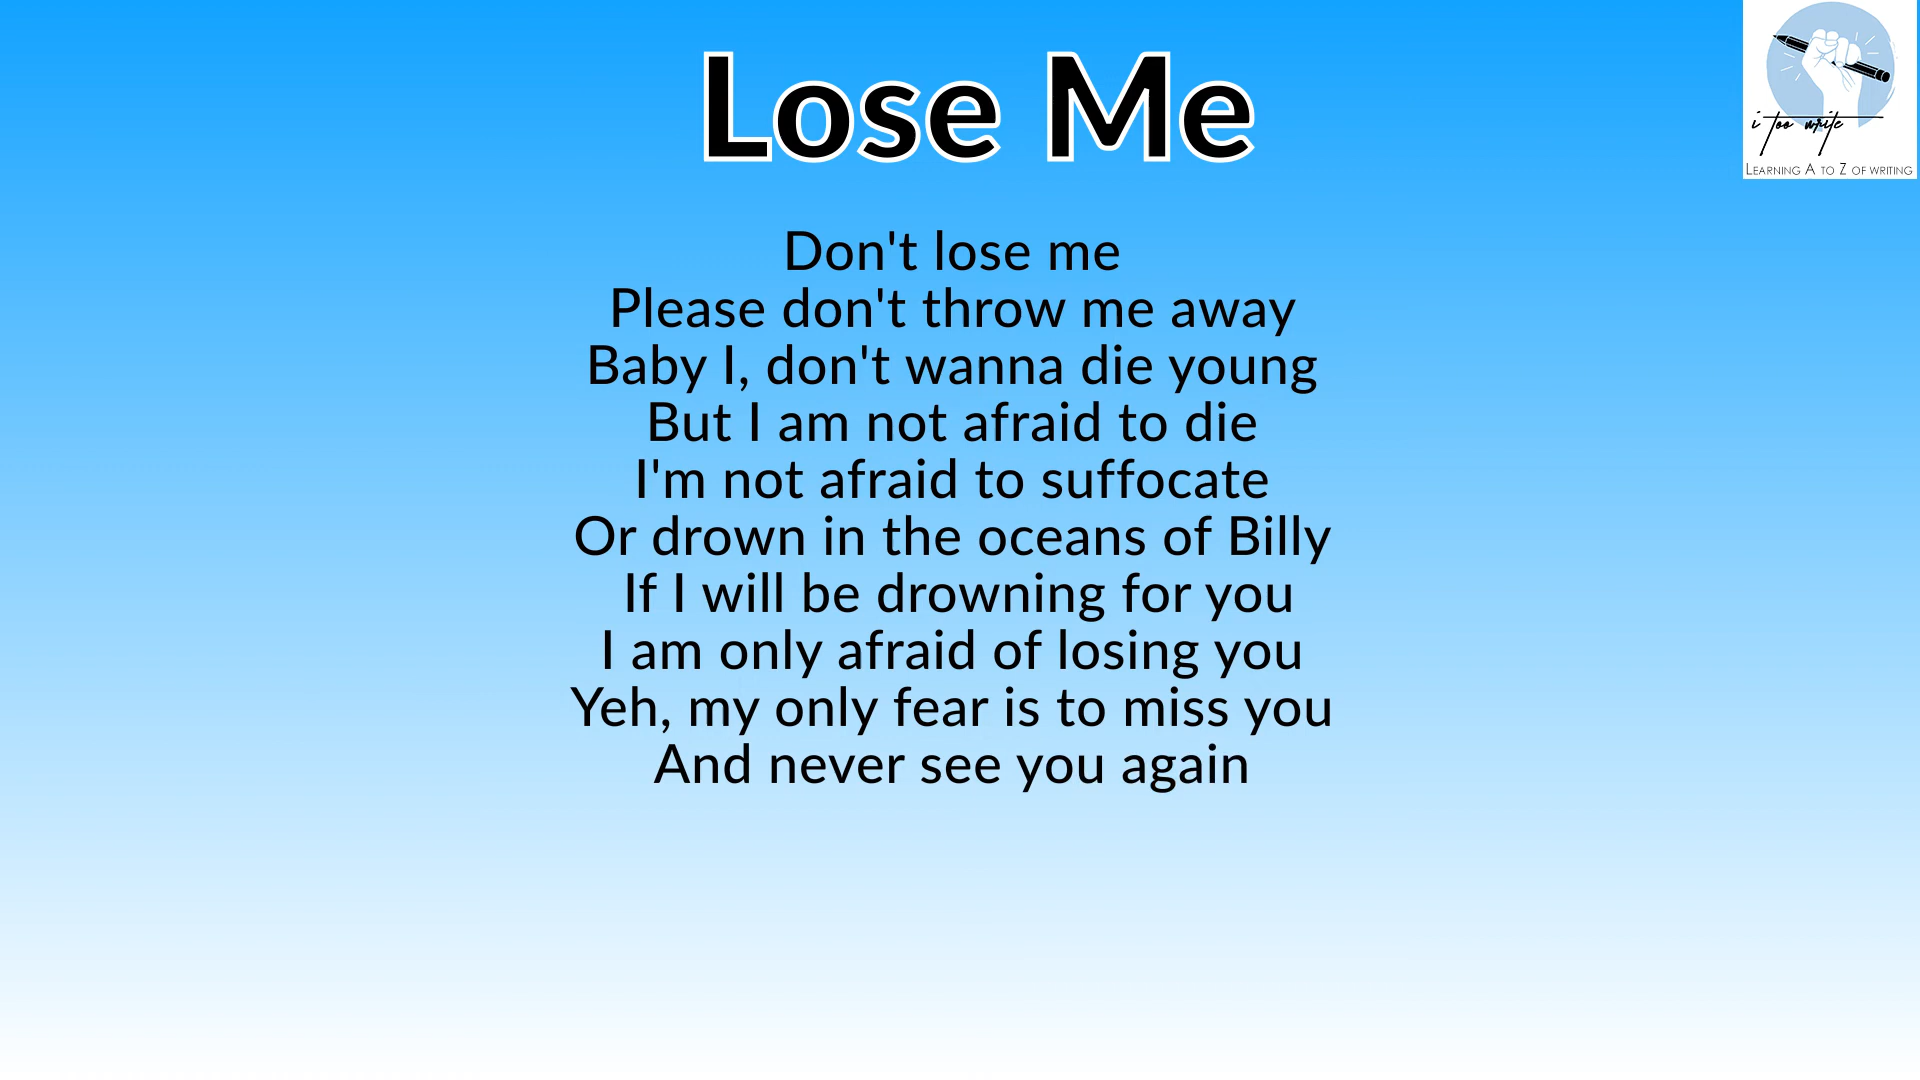 Lose Me
i too write
LEARNING A TO Z OF WRITING
Don't lose me
Please don't throw me away
Baby I, don't wanna die young
But I am not afraid to die
I'm not afraid to suffocate
Or drown in the oceans of Billy
If I will be drowning for you
I am only afraid of losing you
Yeh, my only fear is to miss you
And never see you again